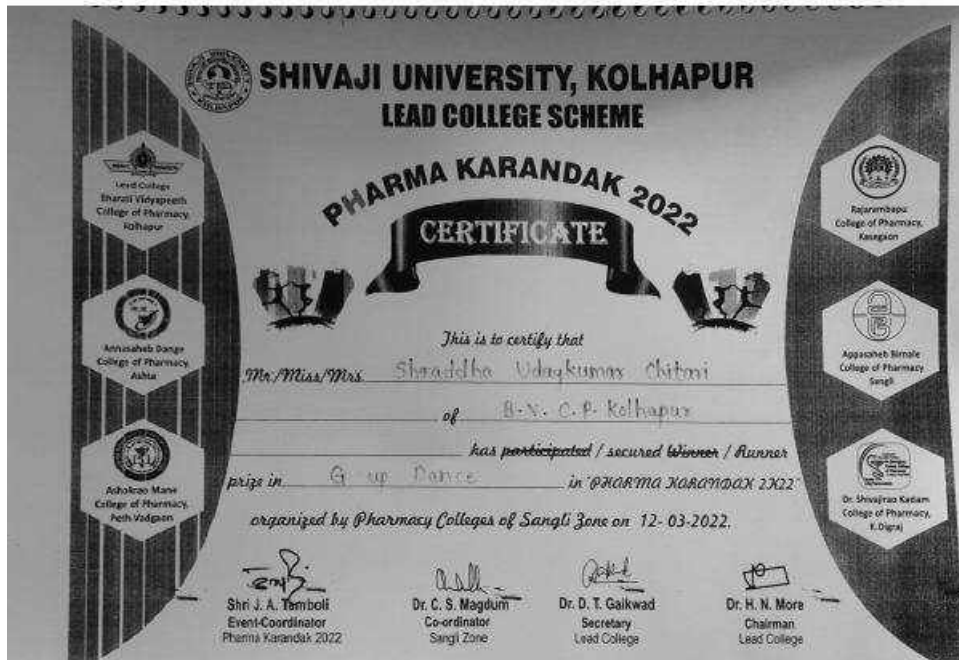 SHIVAJI UNIVERSITY, KOLHAPUR
LEAD COLLEGE SCHEME
PHARMA KARANDAK 2022
CERTIFICATE
Lead College
Bharati Vidyapeeth
College of Pharmacy,
Kolhapur
Annasaheb Dange
College of Pharmacy
Ashta
Ashokrao Mane
College of Pharmacy,
Peth Vadgaon
Rajarambapu
College of Pharmacy,
Kasegaon
Appasaheb Birnale
College of Pharmacy
Sangli
Dr. Shivajirao Kadam
College of Pharmacy,
K.Digraj
This is to certify that
Mr./Miss/Mrs. Shraddha Udaykumar Chitari
of B.V.C.P. Kolhapur
has participated / secured Winner / Runner
prize in G up Dance in "PHARMA KARANDAK 2K22"
organized by Pharmacy Colleges of Sangli Zone on 12-03-2022.
Shri J. A. Tamboli
Event-Coordinator
Pharma Karandak 2022
Dr. C. S. Magdum
Co-ordinator
Sangli Zone
Dr. D. T. Gaikwad
Secretary
Lead College
Dr. H. N. More
Chairman
Lead College